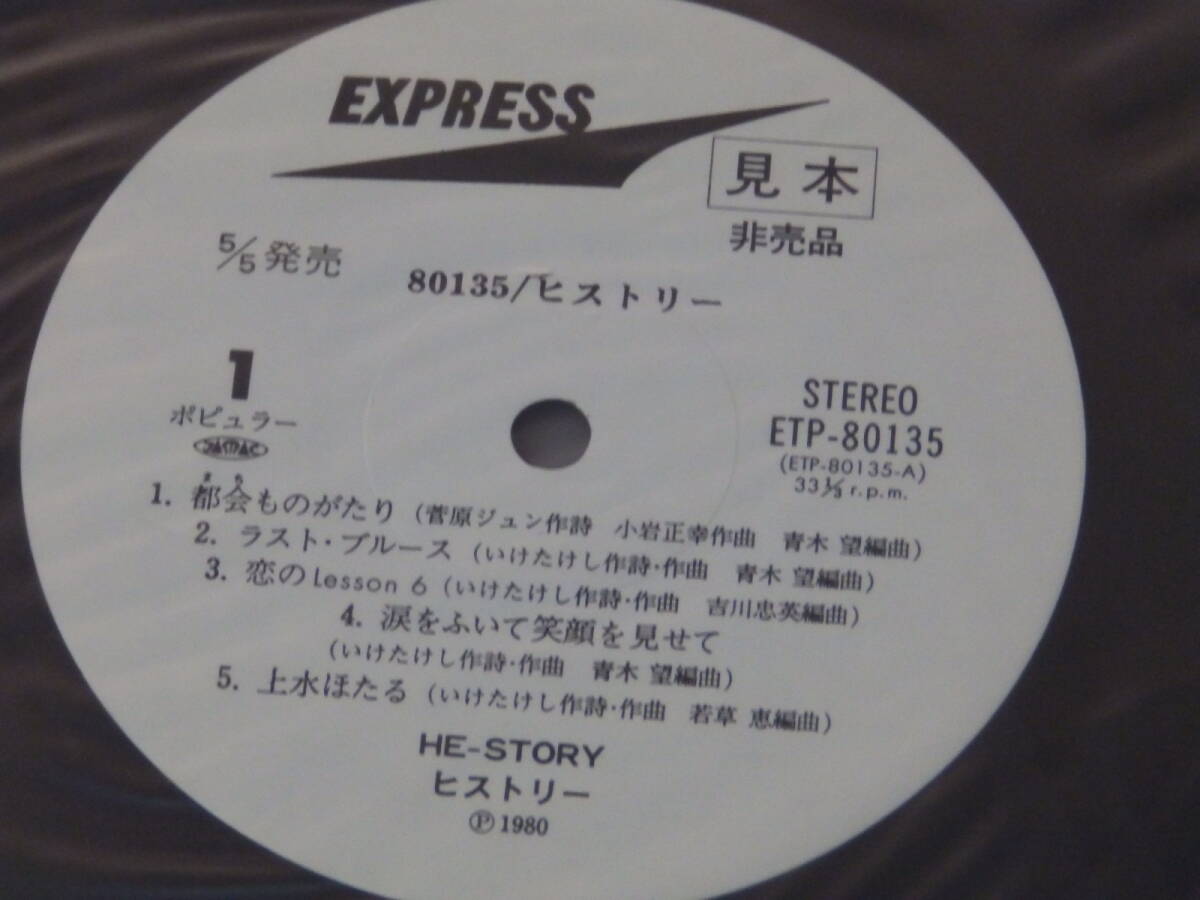 EXPRESS
見本
非売品
5/5発売
80135/ヒストリー
1
ポピュラー
STEREO
ETP-80135
(ETP-80135-A)
33⅓ r.p.m.
まち
1. 都会ものがたり (菅原ジュン作詩 小岩正幸作曲 青木 望編曲)
2. ラスト・ブルース (いけたけし作詩・作曲 青木 望編曲)
3. 恋のLesson 6 (いけたけし作詩・作曲 吉川忠英編曲)
4. 涙をふいて笑顔を見せて
(いけたけし作詩・作曲 青木 望編曲)
5. 上水ほたる (いけたけし作詩・作曲 若草 恵編曲)
HE-STORY
ヒストリー
Ⓟ1980